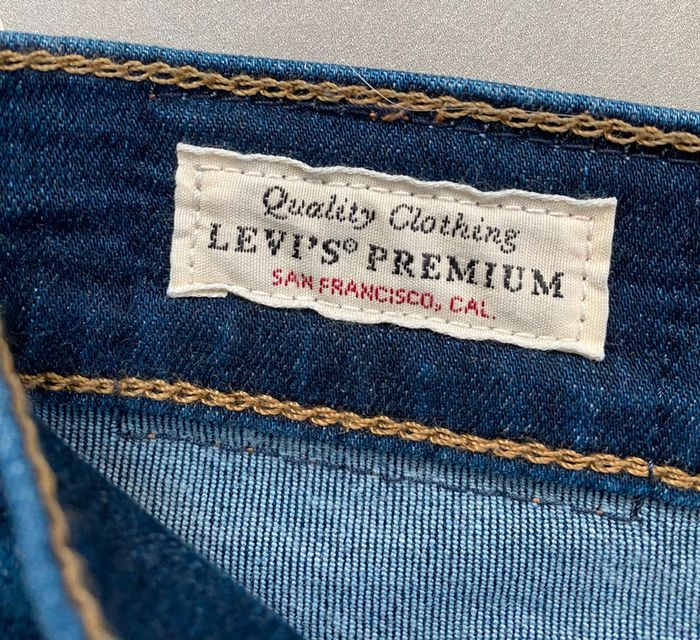 Quality Clothing
LEVI'S® PREMIUM
SAN FRANCISCO, CAL.